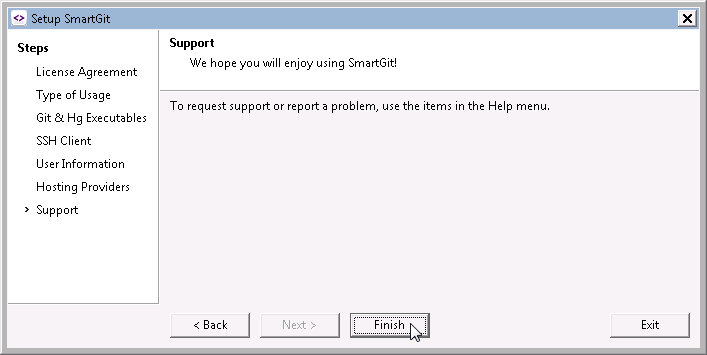 Setup SmartGit
Steps
License Agreement
Type of Usage
Git & Hg Executables
SSH Client
User Information
Hosting Providers
Support
Support
We hope you will enjoy using SmartGit!
To request support or report a problem, use the items in the Help menu.
< Back
Next >
Finish
Exit